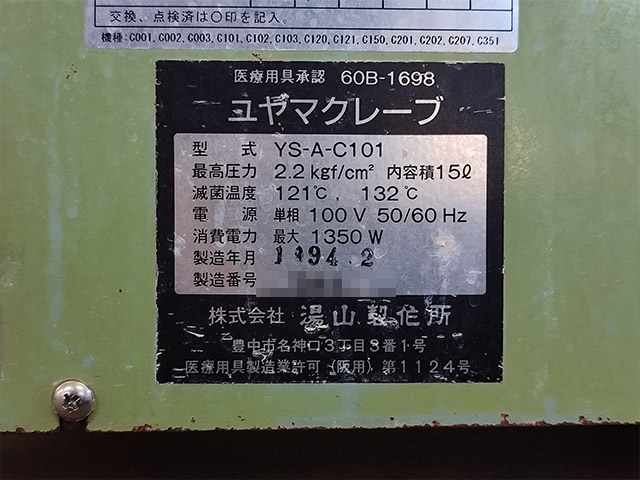 交換、点検済は〇印を記入。
機種：C001, C002, C003, C101, C102, C103, C120, C121, C150, C201, C202, C207, C351
医療用具承認 60B-1698
ユヤマクレーブ
型 式 YS-A-C101
最高圧力 2.2 kgf/cm² 内容積15ℓ
滅菌温度 121℃, 132℃
電 源 単相 100 V 50/60 Hz
消費電力 最大 1350 W
製造年月 1994.2
製造番号
株式会社 湯山製作所
豊中市名神口3丁目3番1号
医療用具製造業許可（阪用）第1124号